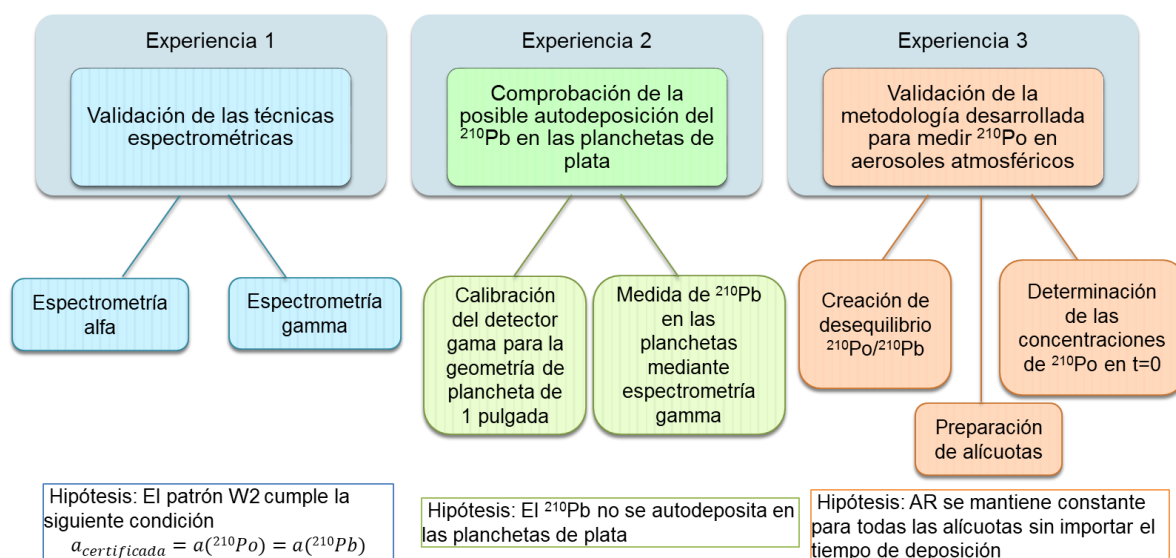 Experiencia 1
Validación de las técnicas
espectrométricas
Espectrometría
alfa
Espectrometría
gamma
Hipótesis: El patrón W2 cumple la
siguiente condición
a_certificada = a(²¹⁰Po) = a(²¹⁰Pb)
Experiencia 2
Comprobación de la
posible autodeposición del
²¹⁰Pb en las planchetas de
plata
Calibración
del detector
gama para la
geometría de
plancheta de
1 pulgada
Medida de ²¹⁰Pb
en las
planchetas
mediante
espectrometría
gamma
Hipótesis: El ²¹⁰Pb no se autodeposita en
las planchetas de plata
Experiencia 3
Validación de la
metodología desarrollada
para medir ²¹⁰Po en
aerosoles atmosféricos
Creación de
desequilibrio
²¹⁰Po/²¹⁰Pb
Preparación
de alícuotas
Determinación
de las
concentraciones
de ²¹⁰Po en t=0
Hipótesis: AR se mantiene constante
para todas las alícuotas sin importar el
tiempo de deposición